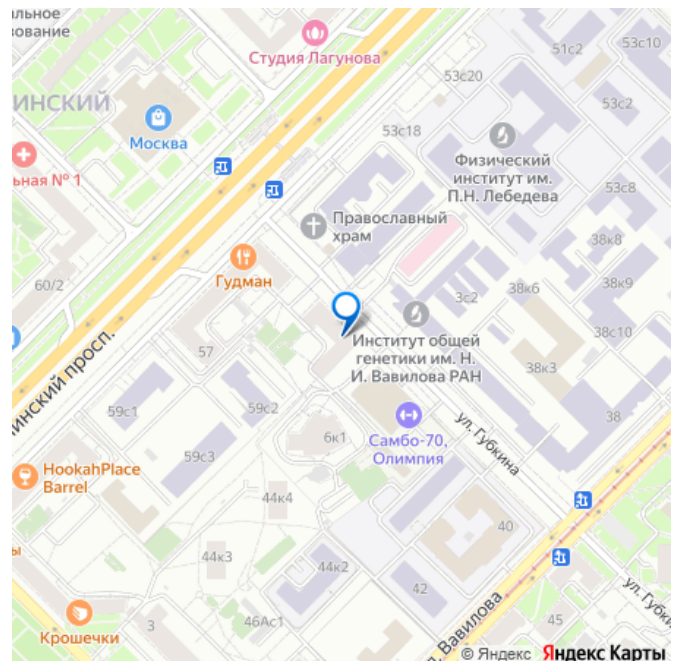 альное
зование
Студия Лагунова
51с2
53с10
53с20
ИНСКИЙ
Москва
53с2
53с18
Физический
институт им.
П.Н. Лебедева
ьная № 1
53с8
Православный
храм
38к8
Гудман
60/2
3с2
38к6
38к9
Институт общей
генетики им. Н.
И. Вавилова РАН
38с10
57
38к3
ИНСКИЙ просп.
59с1
59с2
38
ул. Губкина
6к1
Самбо-70,
Олимпия
59с3
HookahPlace
Barrel
44к4
40
ы
44к3
44к2
42
ул. Губки
Крошечки
3
46Ас1
л. Вавилова
45
© Яндекс Яндекс Карты